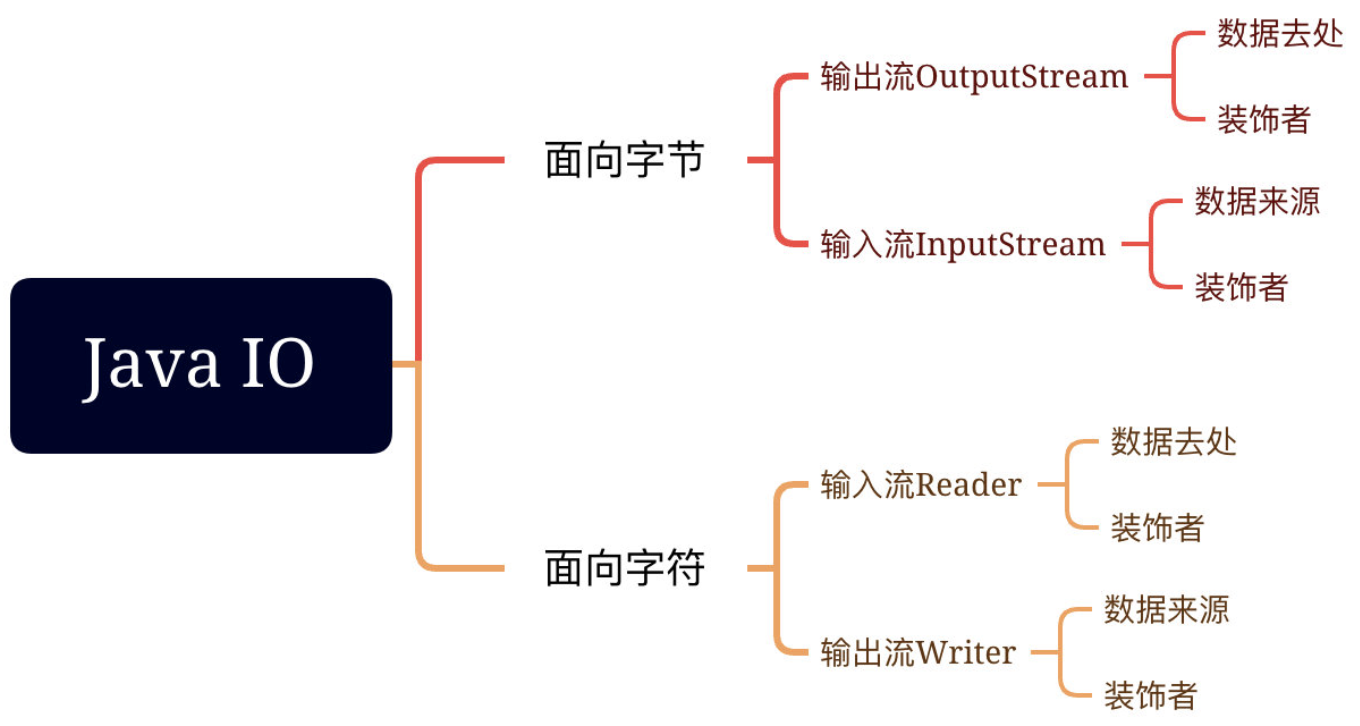 Java IO
面向字节
输出流OutputStream
数据去处
装饰者
输入流InputStream
数据来源
装饰者
面向字符
输入流Reader
数据去处
装饰者
输出流Writer
数据来源
装饰者